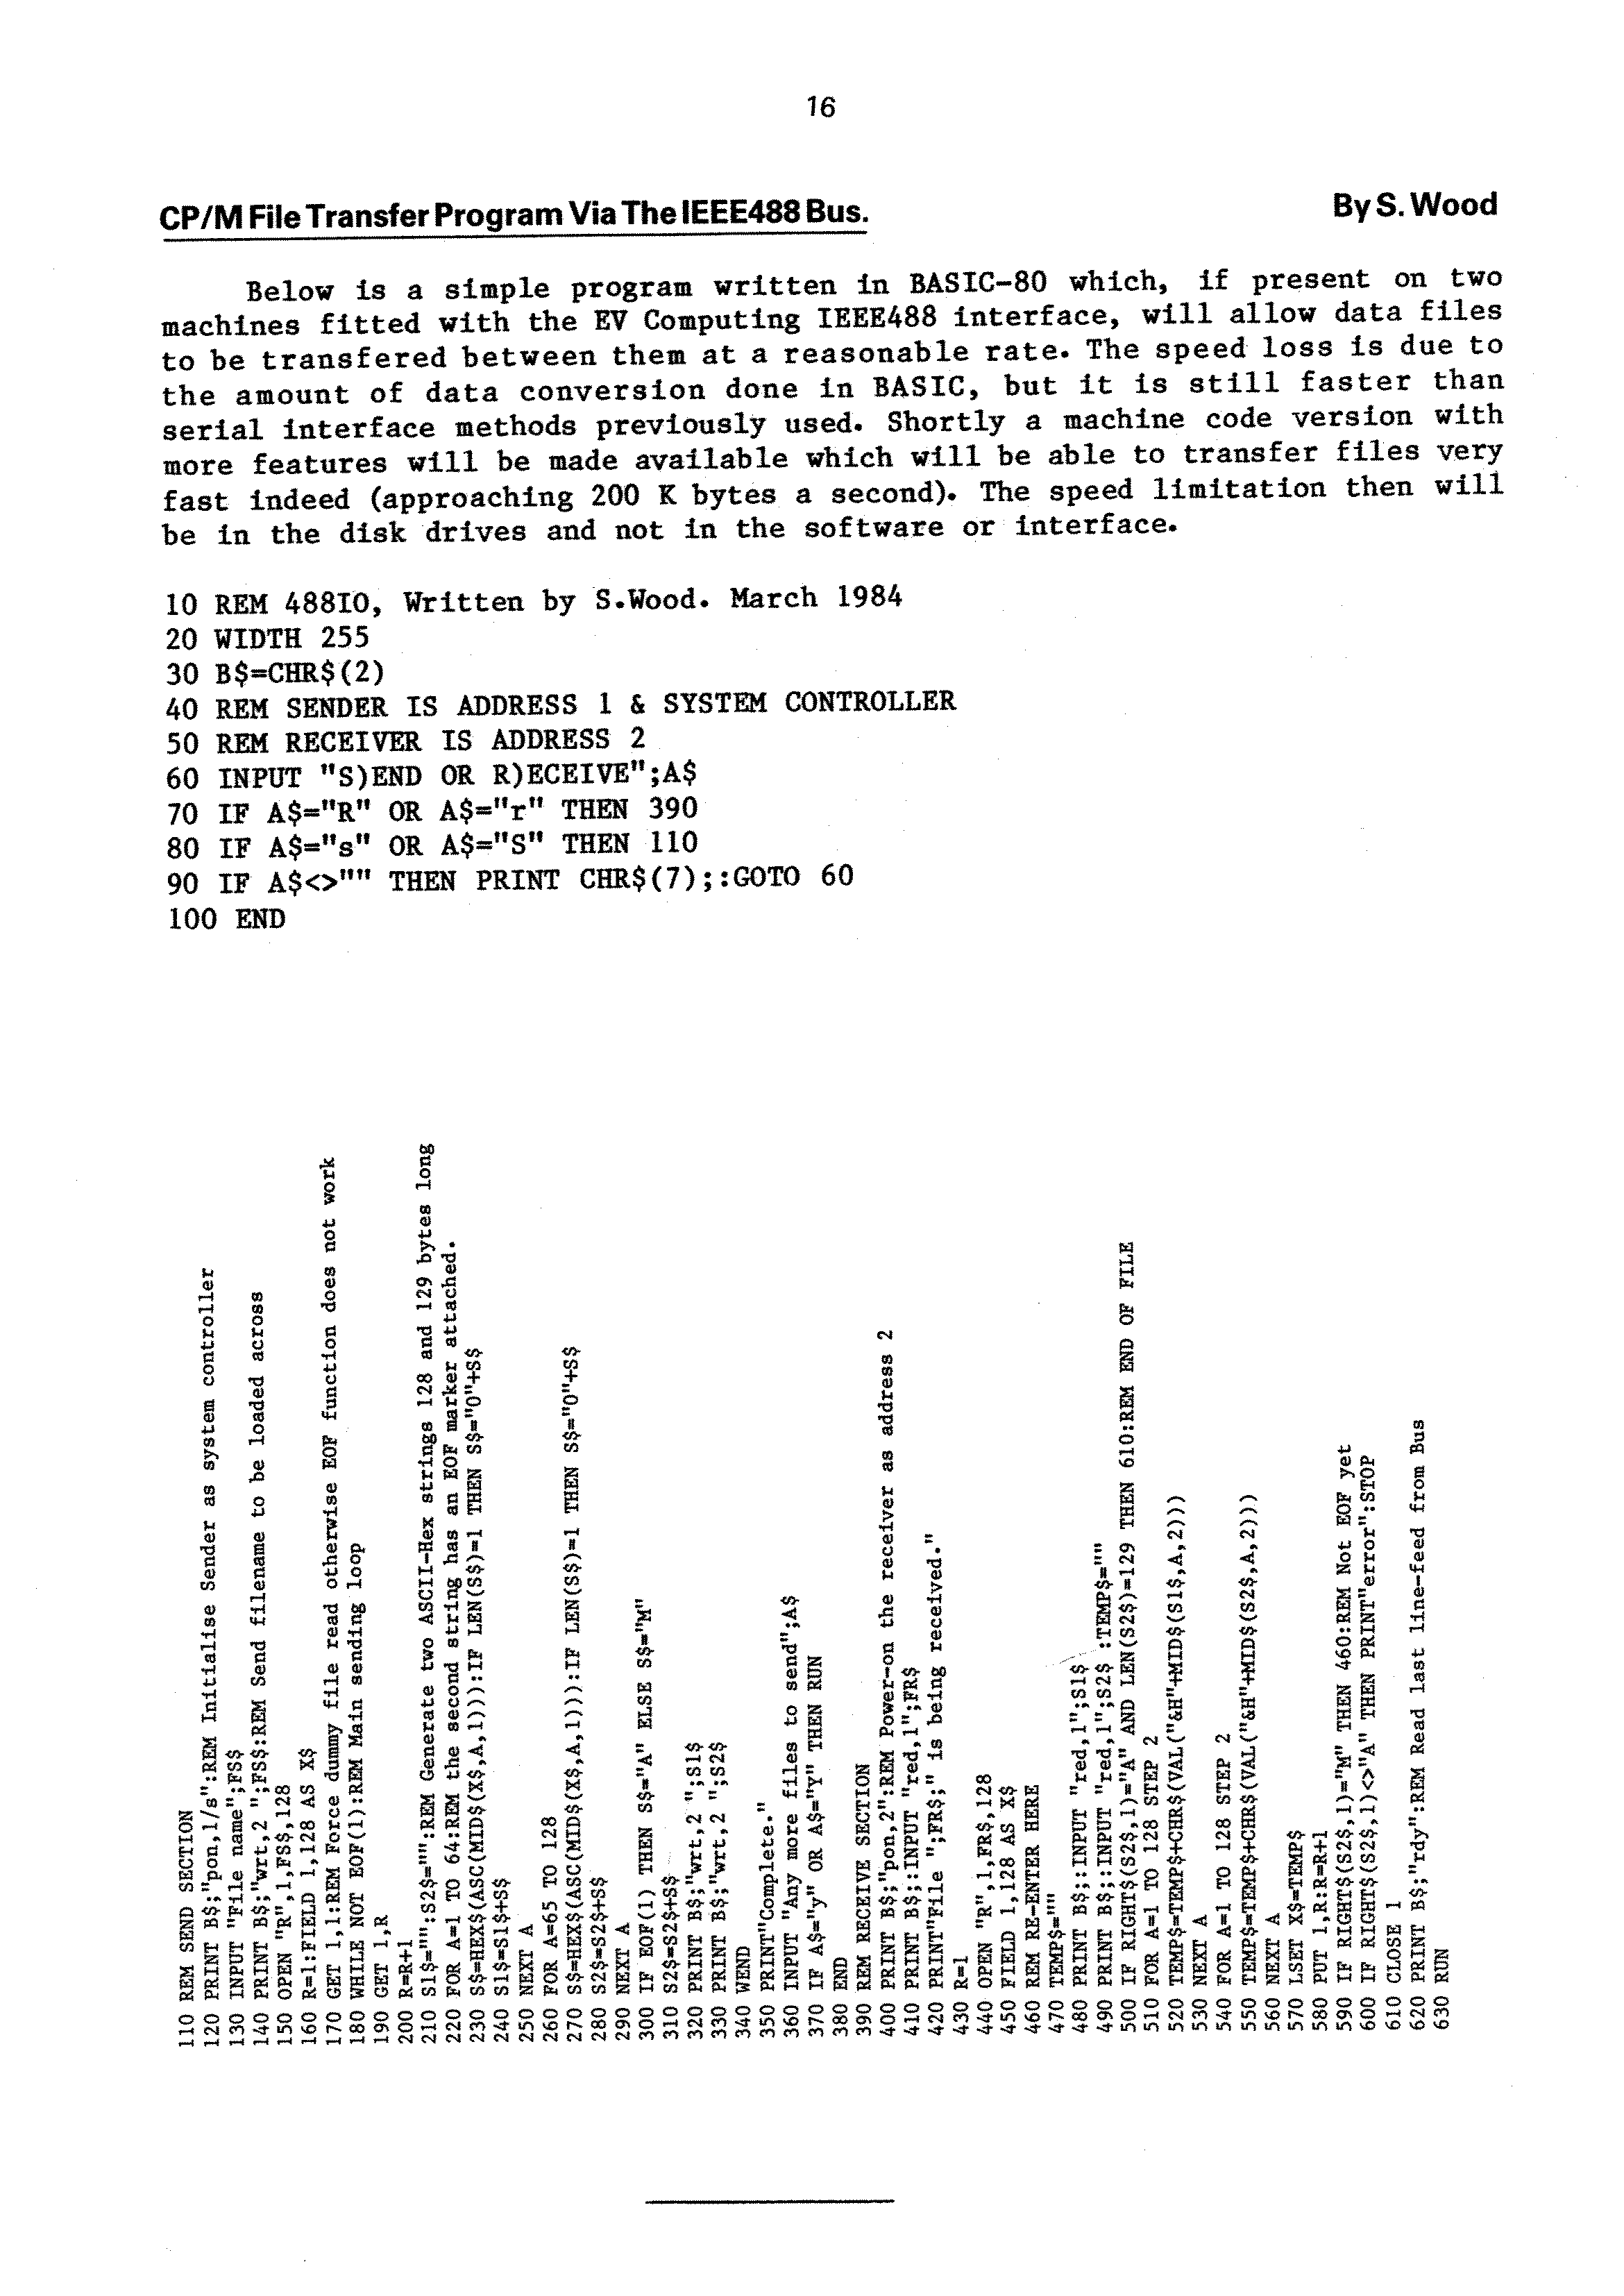 16
CP/M File Transfer Program Via The IEEE488 Bus.
By S. Wood
Below is a simple program written in BASIC-80 which, if present on two
machines fitted with the EV Computing IEEE488 interface, will allow data files
to be transfered between them at a reasonable rate. The speed loss is due to
the amount of data conversion done in BASIC, but it is still faster than
serial interface methods previously used. Shortly a machine code version with
more features will be made available which will be able to transfer files very
fast indeed (approaching 200 K bytes a second). The speed limitation then will
be in the disk drives and not in the software or interface.
10 REM 488IO, Written by S.Wood. March 1984
20 WIDTH 255
30 B$=CHR$(2)
40 REM SENDER IS ADDRESS 1 & SYSTEM CONTROLLER
50 REM RECEIVER IS ADDRESS 2
60 INPUT "S)END OR R)ECEIVE";A$
70 IF A$="R" OR A$="r" THEN 390
80 IF A$="s" OR A$="S" THEN 110
90 IF A$<>"" THEN PRINT CHR$(7);:GOTO 60
100 END
110 REM SEND SECTION
120 PRINT B$;"pon,1/s":REM Initialise Sender as system controller
130 INPUT "File name";FS$
140 PRINT B$;"wrt,2 ";FS$:REM Send filename to be loaded across
150 OPEN "R",1,FS$,128
160 R=1:FIELD 1,128 AS X$
170 GET 1,1:REM Force dummy file read otherwise EOF function does not work
180 WHILE NOT EOF(1):REM Main sending loop
190 GET 1,R
200 R=R+1
210 S1$="":S2$="":REM Generate two ASCII-Hex strings 128 and 129 bytes long
220 FOR A=1 TO 64:REM the second string has an EOF marker attached.
230 S$=HEX$(ASC(MID$(X$,A,1))):IF LEN(S$)=1 THEN S$="0"+S$
240 S1$=S1$+S$
250 NEXT A
260 FOR A=65 TO 128
270 S$=HEX$(ASC(MID$(X$,A,1))):IF LEN(S$)=1 THEN S$="0"+S$
280 S2$=S2$+S$
290 NEXT A
300 IF EOF(1) THEN S$="A" ELSE S$="M"
310 S2$=S2$+S$
320 PRINT B$;"wrt,2 ";S1$
330 PRINT B$;"wrt,2 ";S2$
340 WEND
350 PRINT"Complete."
360 INPUT "Any more files to send";A$
370 IF A$="y" OR A$="Y" THEN RUN
380 END
390 REM RECEIVE SECTION
400 PRINT B$;"pon,2":REM Power-on the receiver as address 2
410 PRINT B$;:INPUT "red,1";FR$
420 PRINT"File ";FR$;" is being received."
430 R=1
440 OPEN "R",1,FR$,128
450 FIELD 1,128 AS X$
460 REM RE-ENTER HERE
470 TEMP$=""
480 PRINT B$;:INPUT "red,1";S1$
490 PRINT B$;:INPUT "red,1";S2$ :TEMP$=""
500 IF RIGHT$(S2$,1)="A" AND LEN(S2$)=129 THEN 610:REM END OF FILE
510 FOR A=1 TO 128 STEP 2
520 TEMP$=TEMP$+CHR$(VAL("&H"+MID$(S1$,A,2)))
530 NEXT A
540 FOR A=1 TO 128 STEP 2
550 TEMP$=TEMP$+CHR$(VAL("&H"+MID$(S2$,A,2)))
560 NEXT A
570 LSET X$=TEMP$
580 PUT 1,R:R=R+1
590 IF RIGHT$(S2$,1)="M" THEN 460:REM Not EOF yet
600 IF RIGHT$(S2$,1)<>"A" THEN PRINT"error":STOP
610 CLOSE 1
620 PRINT B$;"rdy":REM Read last line-feed from Bus
630 RUN